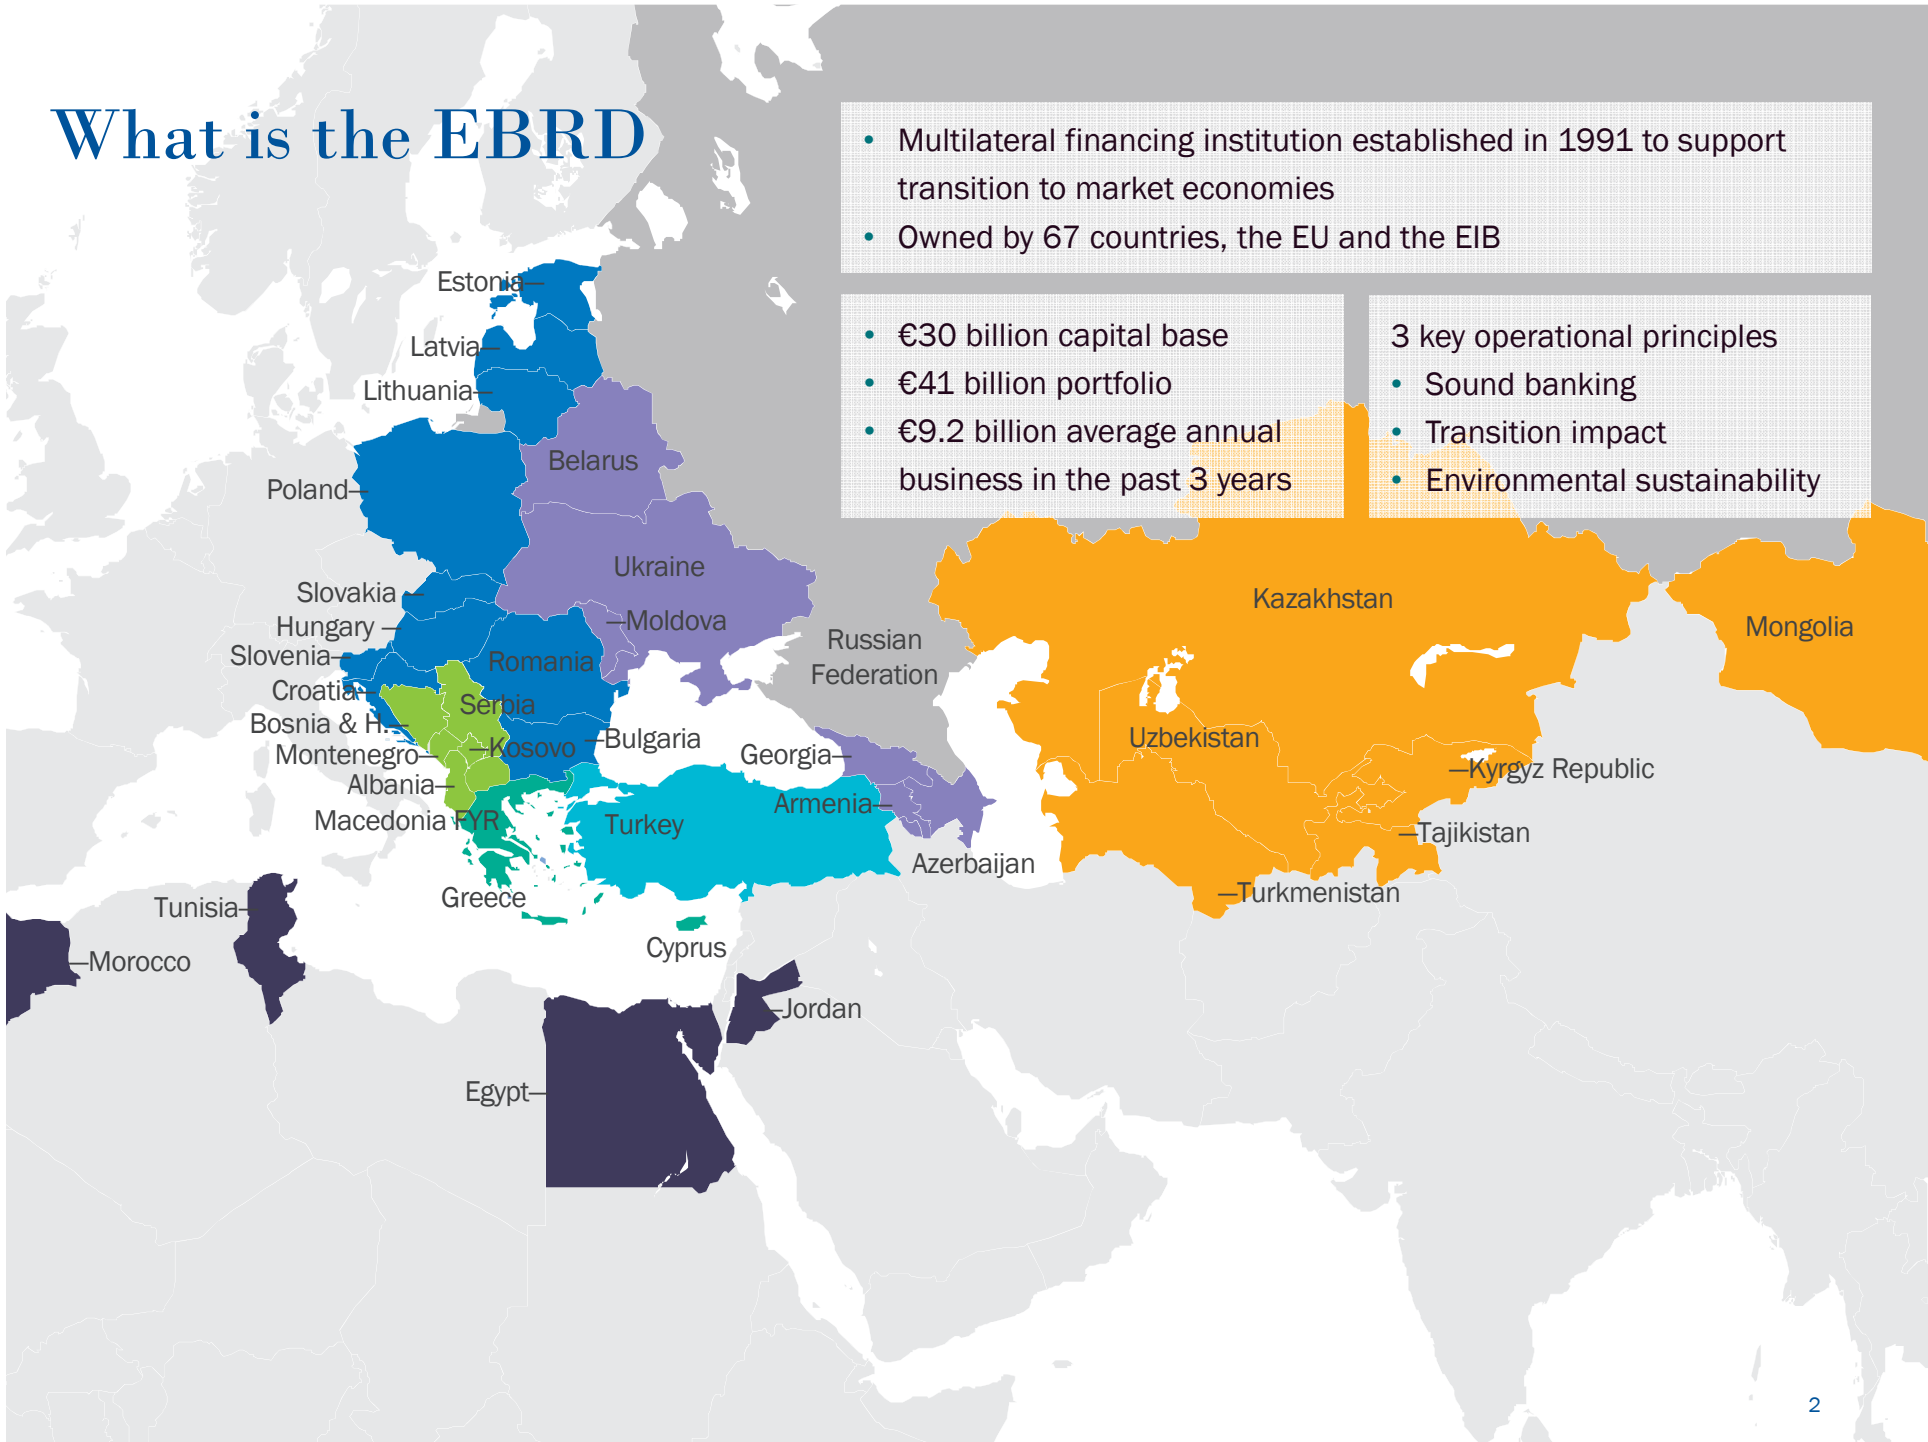 What is the EBRD
• Multilateral financing institution established in 1991 to support
transition to market economies
• Owned by 67 countries, the EU and the EIB
• €30 billion capital base
• €41 billion portfolio
• €9.2 billion average annual
business in the past 3 years
3 key operational principles
• Sound banking
• Transition impact
• Environmental sustainability
Estonia
Latvia
Lithuania
Belarus
Poland
Ukraine
Slovakia
Kazakhstan
Moldova
Hungary
Mongolia
Russian
Federation
Slovenia
Romania
Croatia
Serbia
Bosnia & H.
Uzbekistan
Bulgaria
Kosovo
Montenegro
Georgia
Kyrgyz Republic
Albania
Armenia
Macedonia FYR
Turkey
Tajikistan
Azerbaijan
Turkmenistan
Greece
Tunisia
Cyprus
Morocco
Jordan
Egypt
2